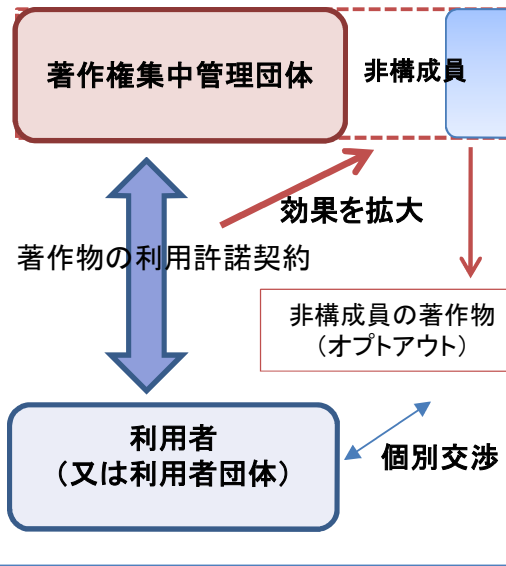 著作権集中管理団体
非構成員
効果を拡大
著作物の利用許諾契約
非構成員の著作物
（オプトアウト）
利用者
（又は利用者団体）
個別交渉